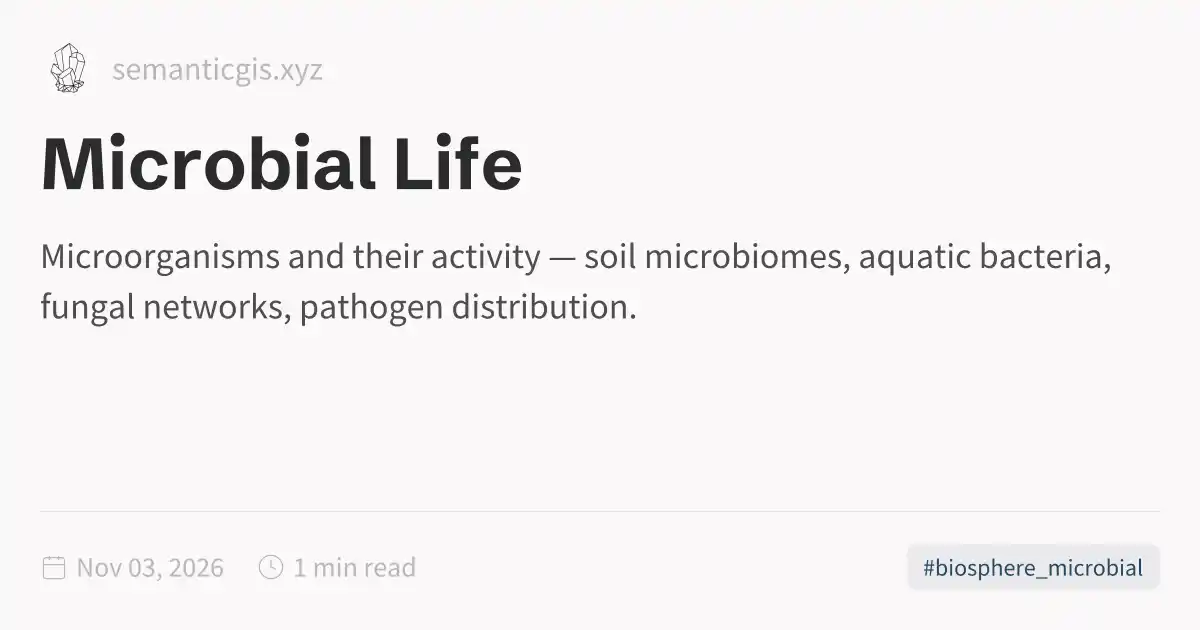 semanticgis.xyz
Microbial Life
Microorganisms and their activity — soil microbiomes, aquatic bacteria,
fungal networks, pathogen distribution.
Nov 03, 2026 1 min read #biosphere_microbial